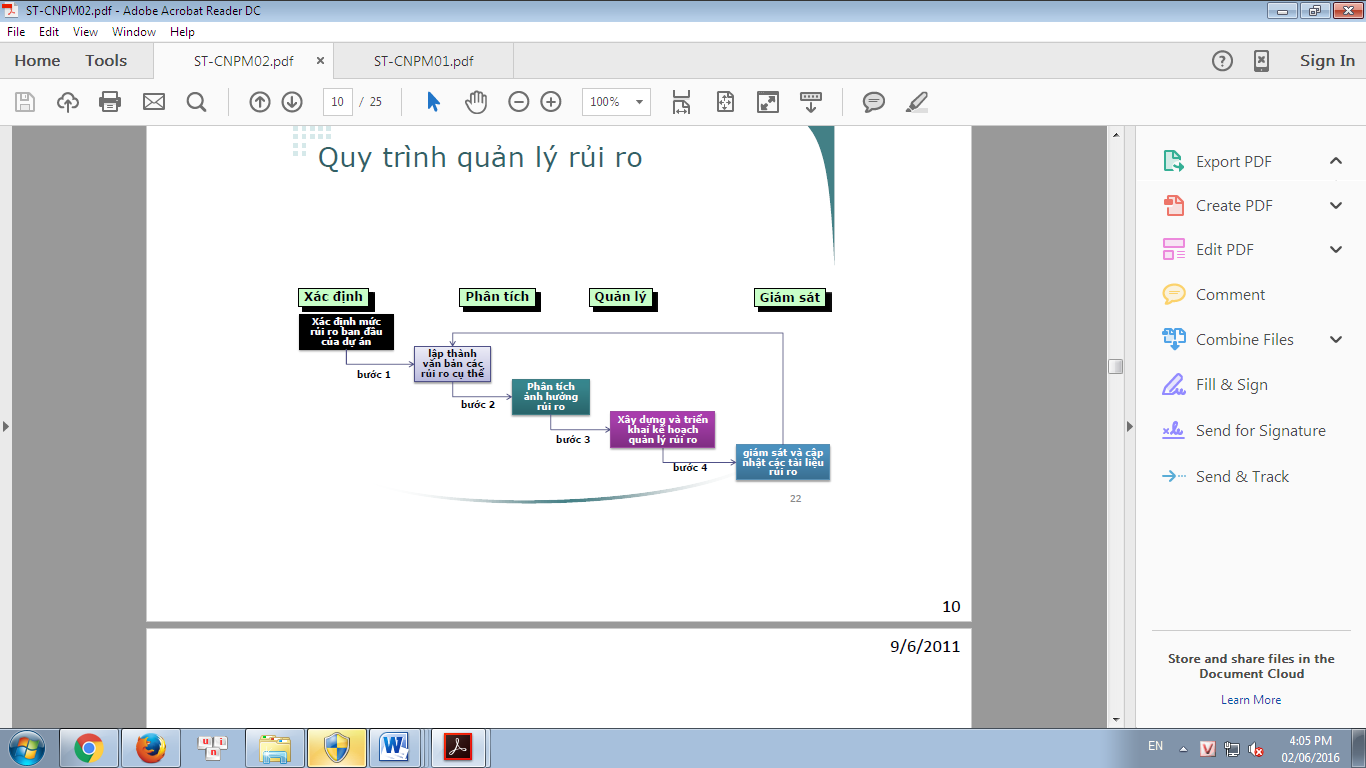 ST-CNPM02.pdf - Adobe Acrobat Reader DC
File Edit View Window Help
Home Tools ST-CNPM02.pdf × ST-CNPM01.pdf Sign In
10 / 25 100%
Quy trình quản lý rủi ro
Xác định Phân tích Quản lý Giám sát
Xác định mức
rủi ro ban đầu
của dự án
bước 1
lập thành
văn bản các
rủi ro cụ thể
bước 2
Phân tích
ảnh hưởng
rủi ro
bước 3
Xây dựng và triển
khai kế hoạch
quản lý rủi ro
bước 4
giám sát và cập
nhật các tài liệu
rủi ro
22
10
9/6/2011
Export PDF
Create PDF
Edit PDF
Comment
Combine Files
Fill & Sign
Send for Signature
Send & Track
Store and share files in the
Document Cloud
Learn More
EN
4:05 PM
02/06/2016